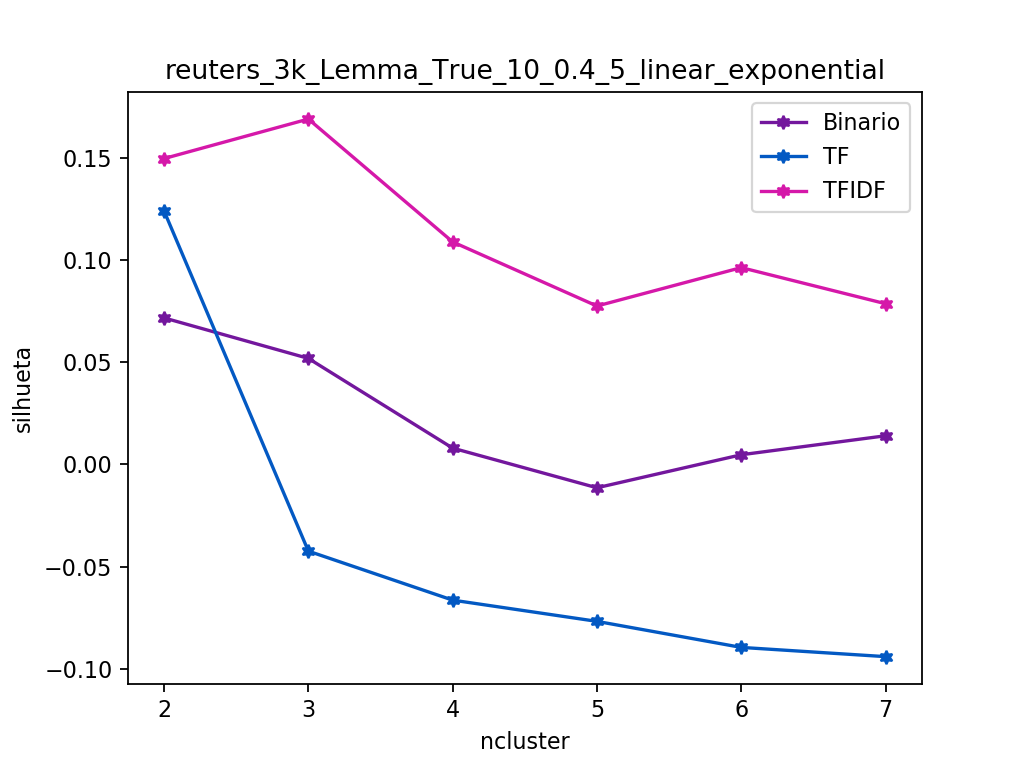 reuters_3k_Lemma_True_10_0.4_5_linear_exponential
Binario
TF
TFIDF
silhueta
0.15
0.10
0.05
0.00
−0.05
−0.10
2 3 4 5 6 7
ncluster